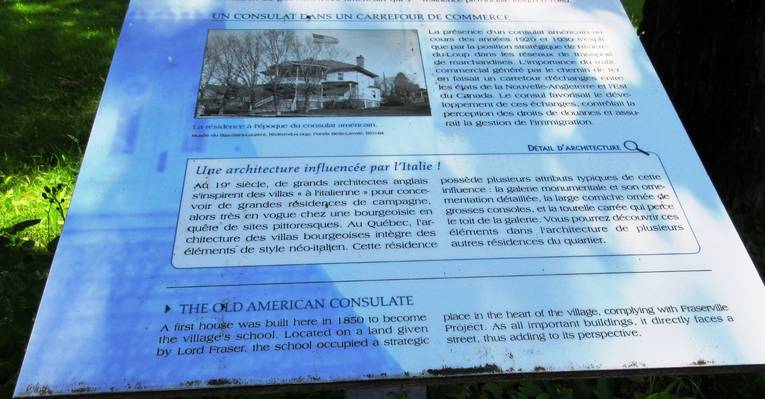 UN CONSULAT DANS UN CARREFOUR DE COMMERCE
La résidence à l'époque du consulat américain.
La présence d'un consulat américain au
cours des années 1920 et 1930 s'expli-
que par la position stratégique de Rivière-
du-Loup dans les réseaux de transport
de marchandises. L'importance du trafic
commercial généré par le chemin de fer
en faisait un carrefour d'échanges entre
les états de la Nouvelle-Angleterre et l'Est
du Canada. Le consul favorisait le déve-
loppement de ces échanges, contrôlait la
perception des droits de douanes et assu-
rait la gestion de l'immigration.
DÉTAIL D'ARCHITECTURE
Une architecture influencée par l'Italie !
Au 19e siècle, de grands architectes anglais
s'inspirent des villas « à l'italienne » pour conce-
voir de grandes résidences de campagne,
alors très en vogue chez une bourgeoisie en
quête de sites pittoresques. Au Québec, l'ar-
chitecture des villas bourgeoises intègre des
éléments de style néo-italien. Cette résidence
possède plusieurs attributs typiques de cette
influence : la galerie monumentale et son orne-
mentation détaillée, la large corniche ornée de
grosses consoles, et la tourelle carrée qui perce
le toit de la galerie. Vous pourrez découvrir ces
éléments dans l'architecture de plusieurs
autres résidences du quartier.
THE OLD AMERICAN CONSULATE
A first house was built here in 1850 to become
the village's school. Located on a land given
by Lord Fraser, the school occupied a strategic
place in the heart of the village, complying with Fraserville
Project. As all important buildings, it directly faces a
street, thus adding to its perspective.